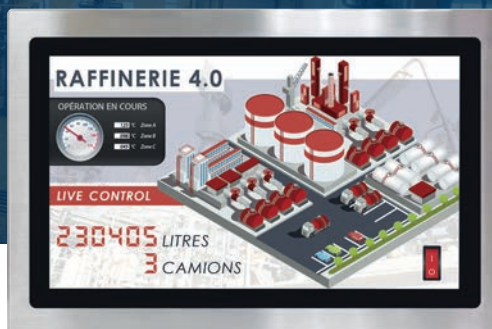 RAFFINERIE 4.0
OPÉRATION EN COURS
°C Zone A
°C Zone B
°C Zone C
LIVE CONTROL
230405 LITRES
3 CAMIONS